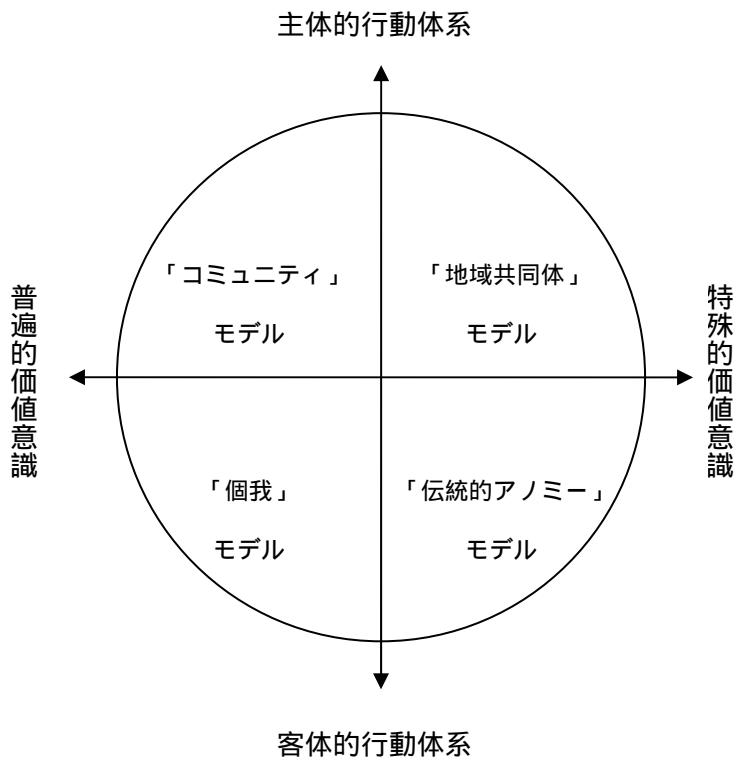 主体的行動体系
「コミュニティ」
モデル
「地域共同体」
モデル
普遍的価値意識
特殊的価値意識
「個我」
モデル
「伝統的アノミー」
モデル
客体的行動体系